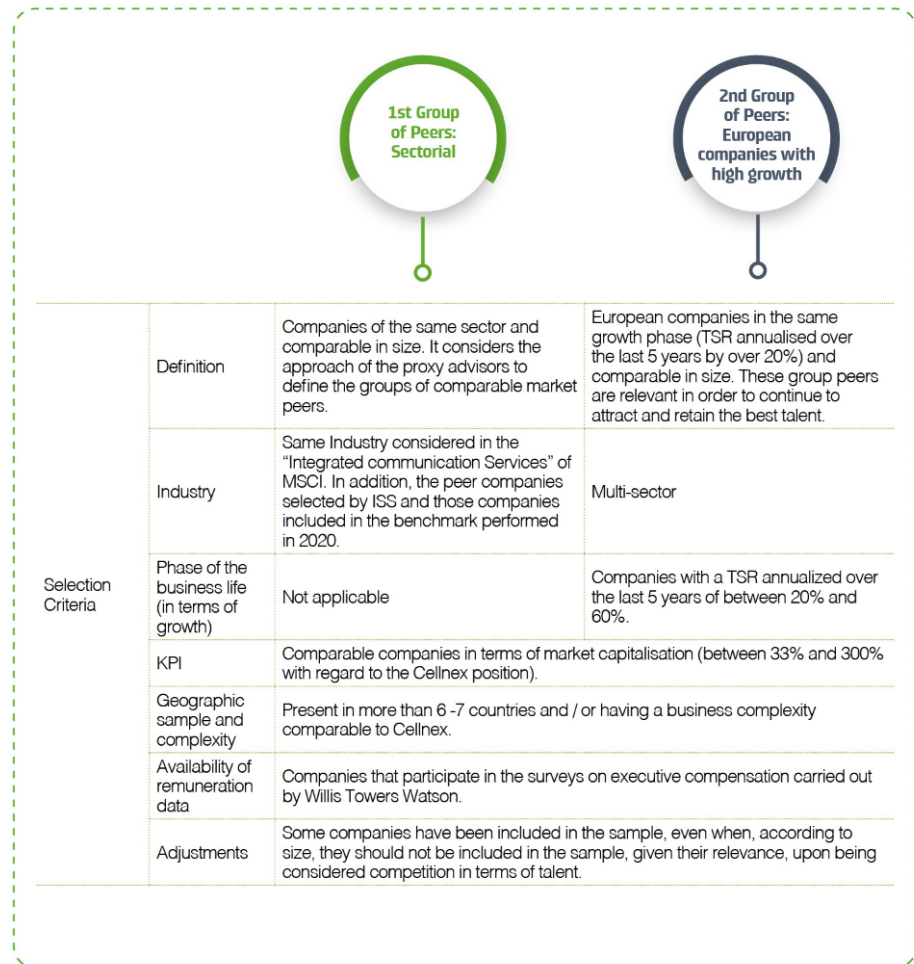 1st Group
of Peers:
Sectorial
2nd Group
of Peers:
European
companies with
high growth
Selection
Criteria
Definition
Companies of the same sector and
comparable in size. It considers the
approach of the proxy advisors to
define the groups of comparable market
peers.
European companies in the same
growth phase (TSR annualised over
the last 5 years by over 20%) and
comparable in size. These group peers
are relevant in order to continue to
attract and retain the best talent.
Industry
Same Industry considered in the
“Integrated communication Services” of
MSCI. In addition, the peer companies
selected by ISS and those companies
included in the benchmark performed
in 2020.
Multi-sector
Phase of the
business life
(in terms of
growth)
Not applicable
Companies with a TSR annualized over
the last 5 years of between 20% and
60%.
KPI
Comparable companies in terms of market capitalisation (between 33% and 300%
with regard to the Cellnex position).
Geographic
sample and
complexity
Present in more than 6 -7 countries and / or having a business complexity
comparable to Cellnex.
Availability of
remuneration
data
Companies that participate in the surveys on executive compensation carried out
by Willis Towers Watson.
Adjustments
Some companies have been included in the sample, even when, according to
size, they should not be included in the sample, given their relevance, upon being
considered competition in terms of talent.